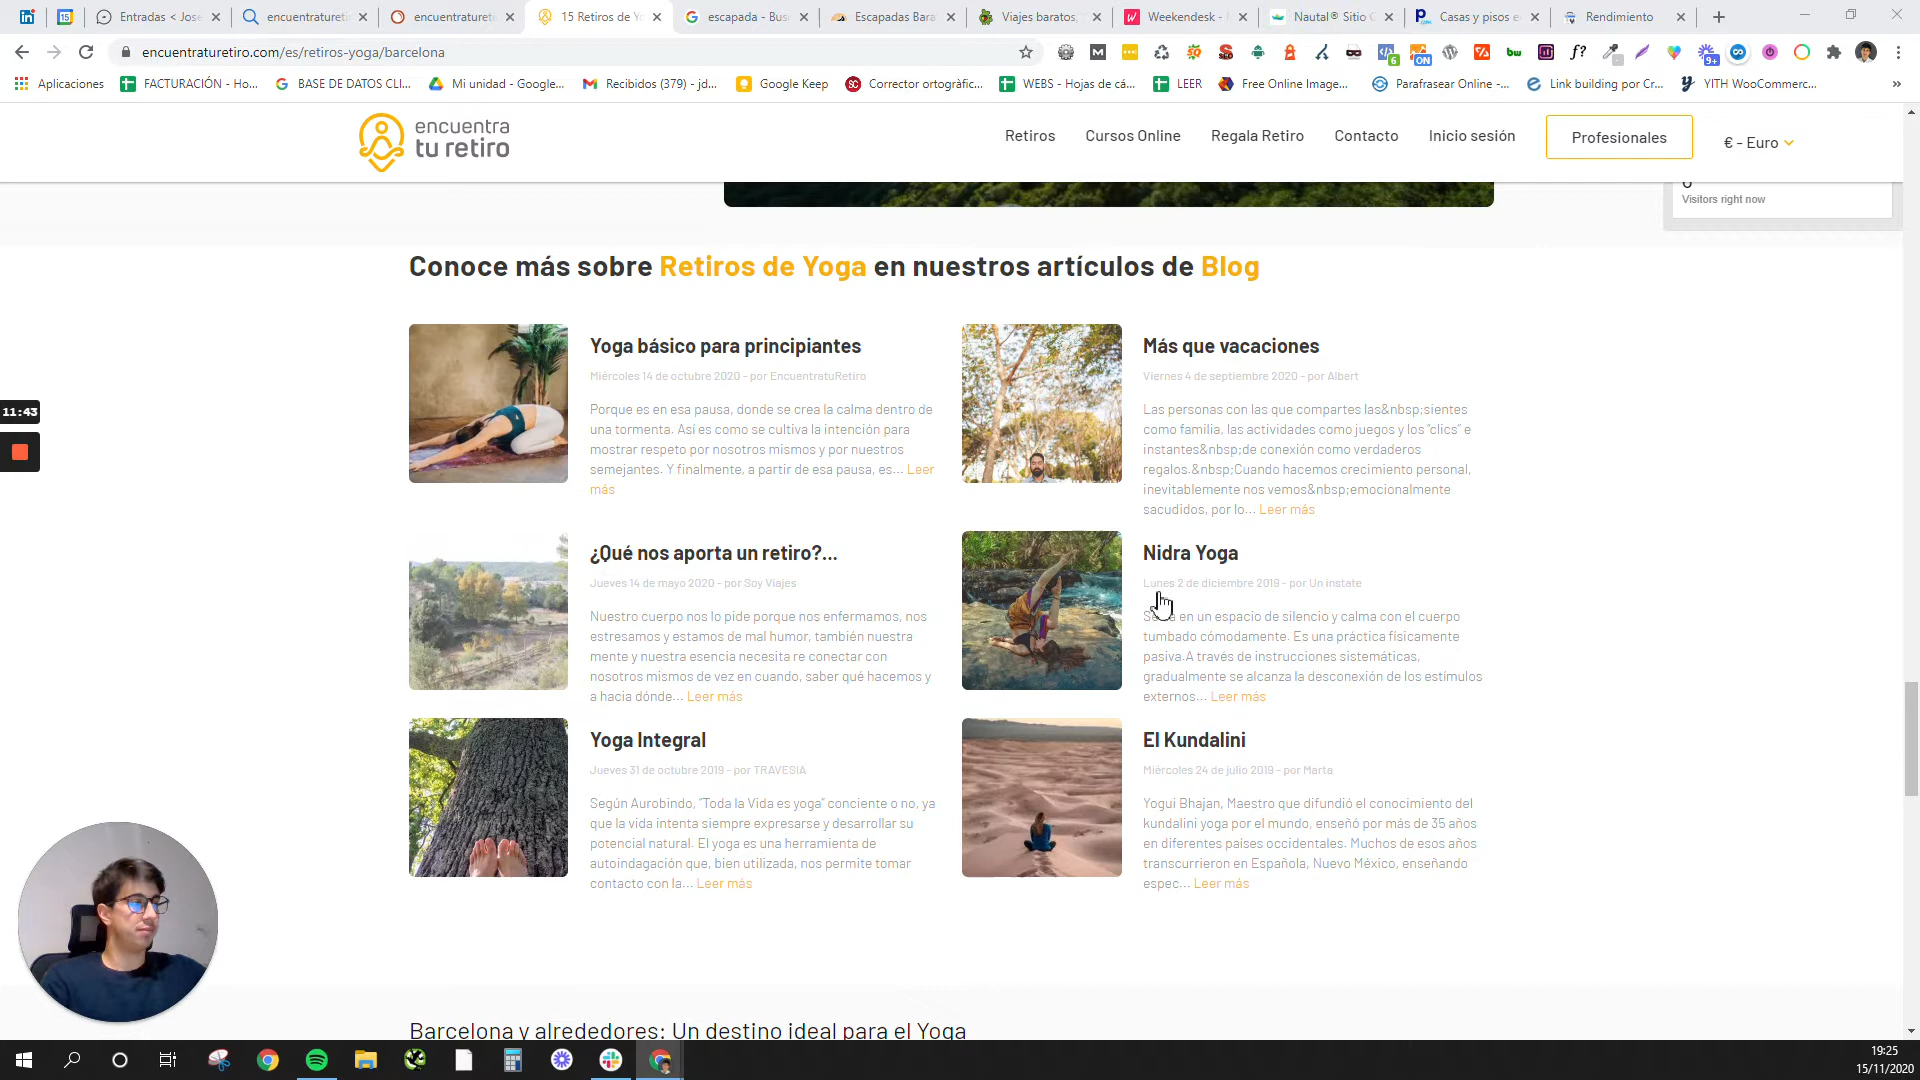 Entradas < Jose
encuentratureti
encuentraturet
15 Retiros de Yo
escapada - Bus
Escapadas Bara
Viajes baratos,
Weekendesk -
Nautal® Sitio O
Casas y pisos e
Rendimiento
encuentraturetiro.com/es/retiros-yoga/barcelona
Aplicaciones
FACTURACIÓN - Ho...
BASE DE DATOS CLI...
Mi unidad - Google...
Recibidos (379) - jd...
Google Keep
Corrector ortogràfic...
WEBS - Hojas de cá...
LEER
Free Online Image...
Parafrasear Online -...
Link building por Cr...
YITH WooCommerc...
encuentra
tu retiro
Retiros
Cursos Online
Regala Retiro
Contacto
Inicio sesión
Profesionales
€ - Euro
Visitors right now
Conoce más sobre Retiros de Yoga en nuestros artículos de Blog
Yoga básico para principiantes
Miércoles 14 de octubre 2020 - por EncuentratuRetiro
Porque es en esa pausa, donde se crea la calma dentro de
una tormenta. Así es como se cultiva la intención para
mostrar respeto por nosotros mismos y por nuestros
semejantes. Y finalmente, a partir de esa pausa, es... Leer
más
Más que vacaciones
Viernes 4 de septiembre 2020 - por Albert
Las personas con las que compartes las&nbsp;sientes
como familia, las actividades como juegos y los "clics" e
instantes&nbsp;de conexión como verdaderos
regalos.&nbsp;Cuando hacemos crecimiento personal,
inevitablemente nos vemos&nbsp;emocionalmente
sacudidos, por lo... Leer más
11:43
¿Qué nos aporta un retiro?...
Jueves 14 de mayo 2020 - por Soy Viajes
Nuestro cuerpo nos lo pide porque nos enfermamos, nos
estresamos y estamos de mal humor, también nuestra
mente y nuestra esencia necesita re conectar con
nosotros mismos de vez en cuando, saber qué hacemos y
a hacia dónde... Leer más
Nidra Yoga
Lunes 2 de diciembre 2019 - por Un instate
en un espacio de silencio y calma con el cuerpo
tumbado cómodamente. Es una práctica físicamente
pasiva.A través de instrucciones sistemáticas,
gradualmente se alcanza la desconexión de los estímulos
externos... Leer más
Yoga Integral
Jueves 31 de octubre 2019 - por TRAVESIA
Según Aurobindo, "Toda la Vida es yoga" conciente o no, ya
que la vida intenta siempre expresarse y desarrollar su
potencial natural. El yoga es una herramienta de
autoindagación que, bien utilizada, nos permite tomar
contacto con la... Leer más
El Kundalini
Miércoles 24 de julio 2019 - por Marta
Yogui Bhajan, Maestro que difundió el conocimiento del
kundalini yoga por el mundo, enseñó por más de 35 años
en diferentes países occidentales. Muchos de esos años
transcurrieron en Española, Nuevo México, enseñando
espec... Leer más
Barcelona y alrededores: Un destino ideal para el Yoga
19:25
15/11/2020